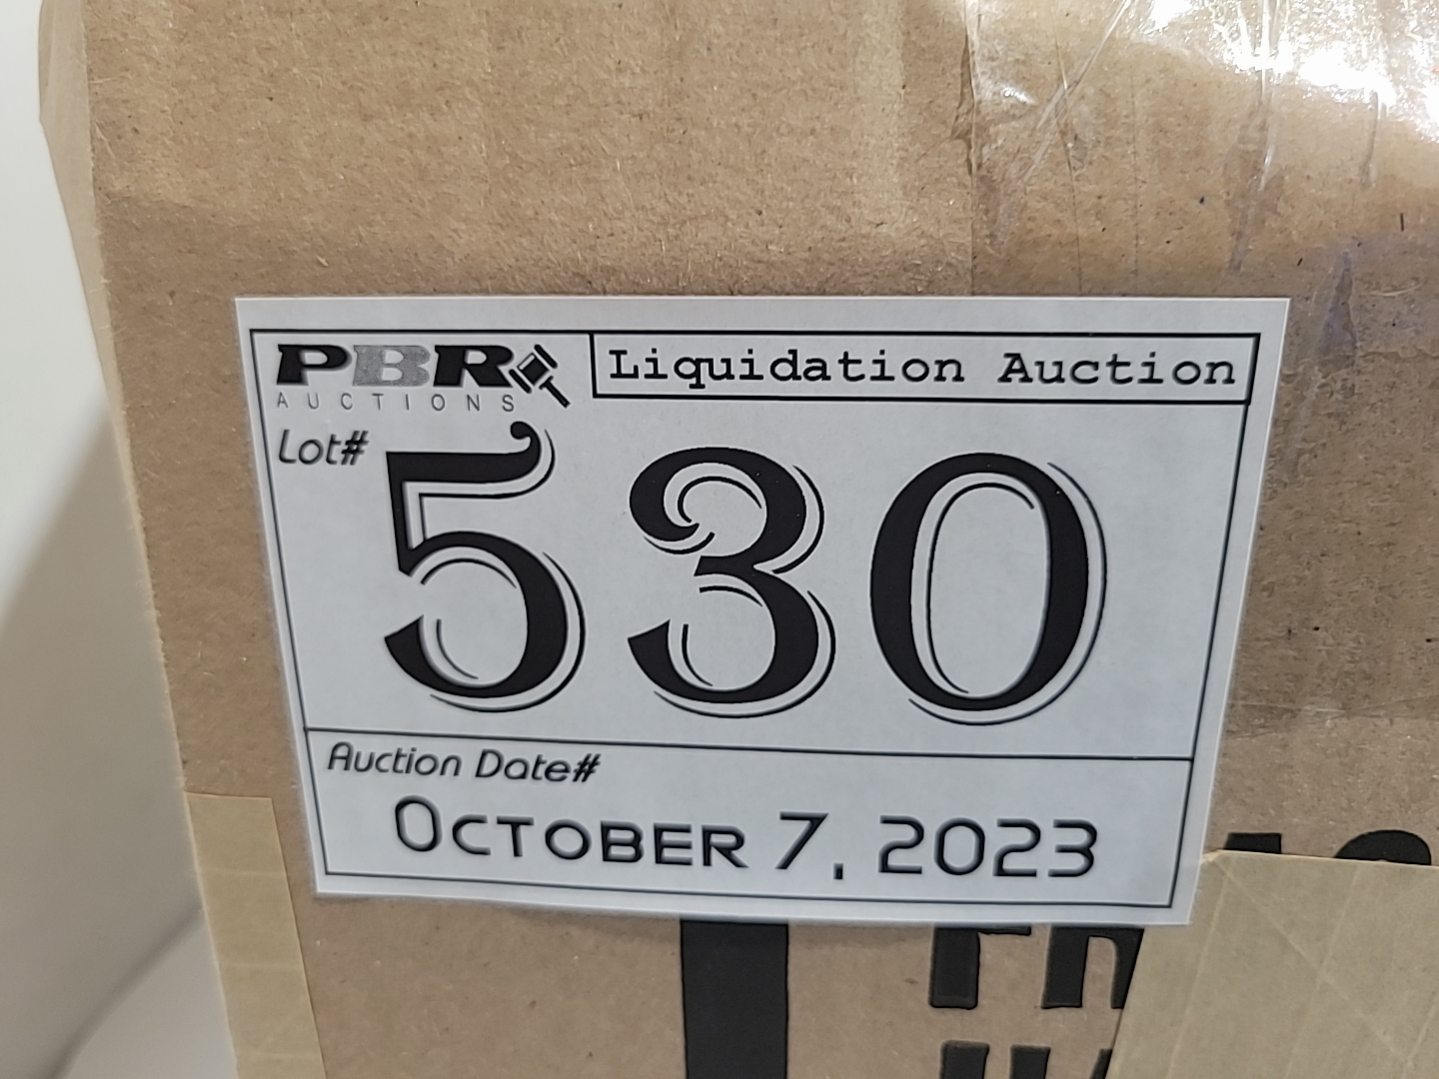 PBR
AUCTIONS
Liquidation Auction
Lot#
530
Auction Date#
October 7, 2023